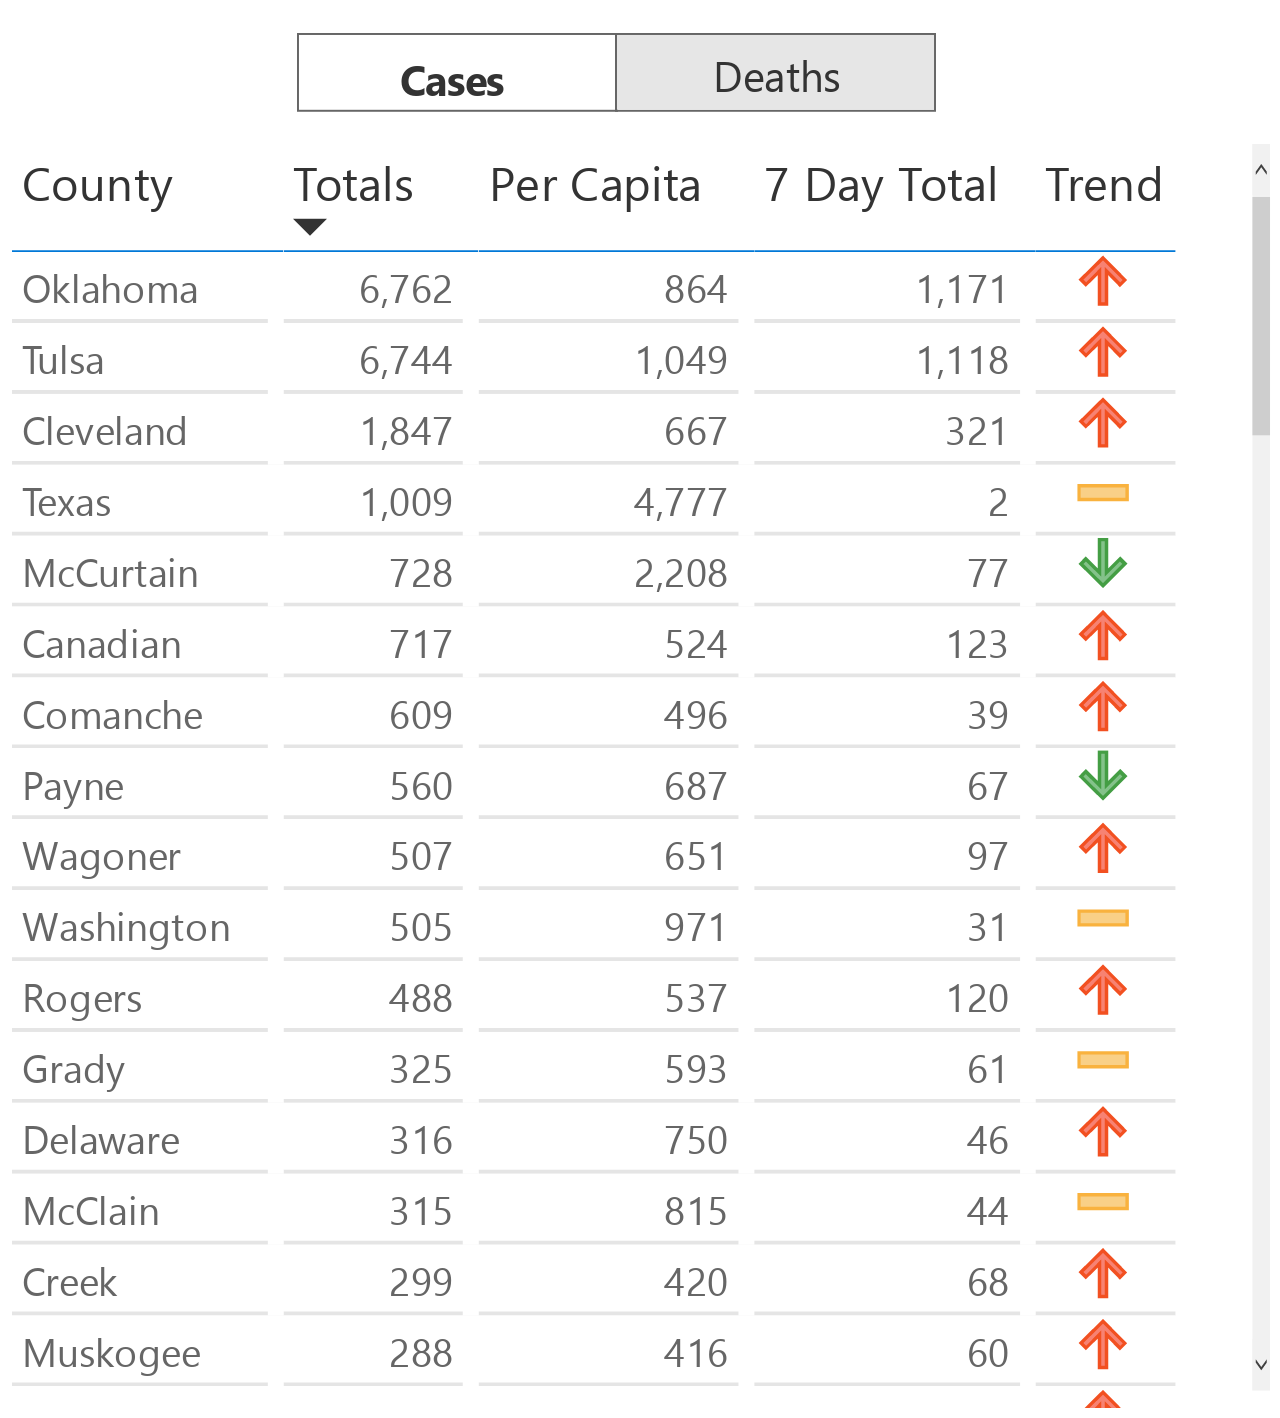 Cases Deaths
County Totals Per Capita 7 Day Total Trend
Oklahoma 6,762 864 1,171
Tulsa 6,744 1,049 1,118
Cleveland 1,847 667 321
Texas 1,009 4,777 2
McCurtain 728 2,208 77
Canadian 717 524 123
Comanche 609 496 39
Payne 560 687 67
Wagoner 507 651 97
Washington 505 971 31
Rogers 488 537 120
Grady 325 593 61
Delaware 316 750 46
McClain 315 815 44
Creek 299 420 68
Muskogee 288 416 60